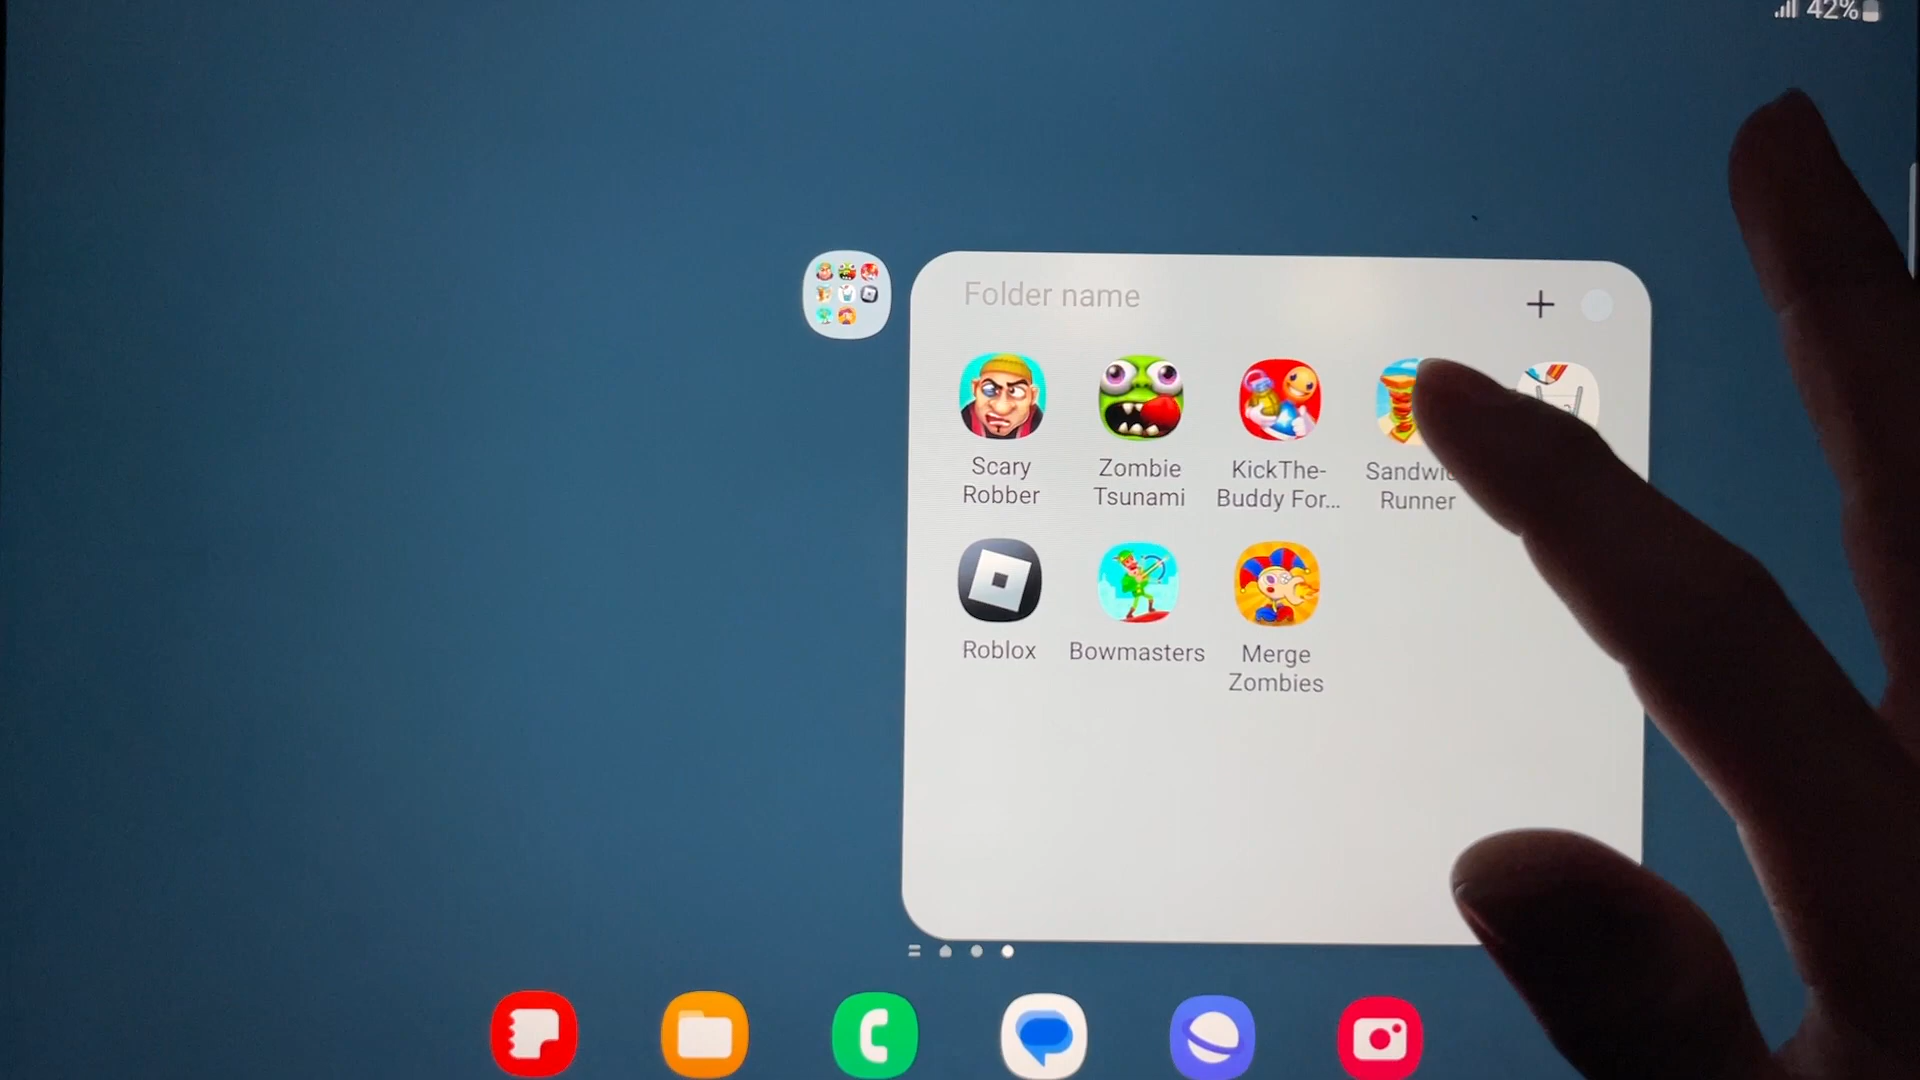 42%
Folder name
Scary
Robber
Zombie
Tsunami
KickThe-
Buddy For...
Runner
Roblox
Bowmasters
Merge
Zombies